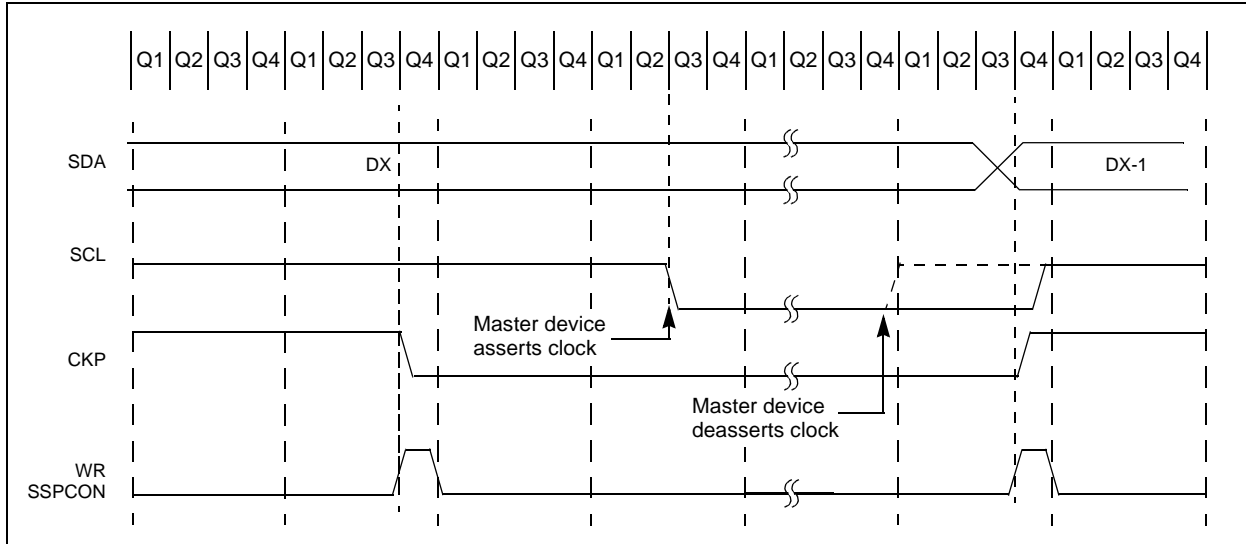 Q1 Q2 Q3 Q4 Q1 Q2 Q3 Q4 Q1 Q2 Q3 Q4 Q1 Q2 Q3 Q4 Q1 Q2 Q3 Q4 Q1 Q2 Q3 Q4 Q1 Q2 Q3 Q4
SDA
DX
DX-1
SCL
Master device
asserts clock
CKP
Master device
deasserts clock
WR
SSPCON